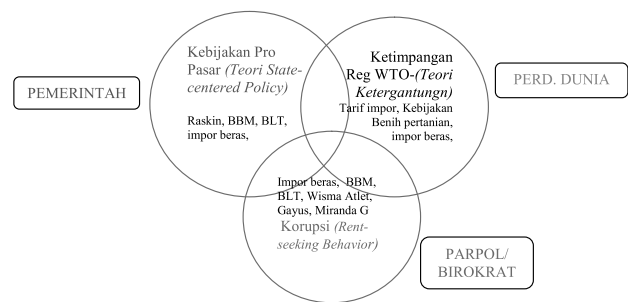 Kebijakan Pro
Pasar (Teori State-
centered Policy)
Raskin, BBM, BLT,
impor beras,
Ketimpangan
Reg WTO-(Teori
Ketergantungn)
Tarif impor, Kebijakan
Benih pertanian,
impor beras,
PEMERINTAH
PERD. DUNIA
Impor beras,  BBM,
BLT, Wisma Atlet,
Gayus, Miranda G
Korupsi (Rent-
seeking Behavior)
PARPOL/
BIROKRAT